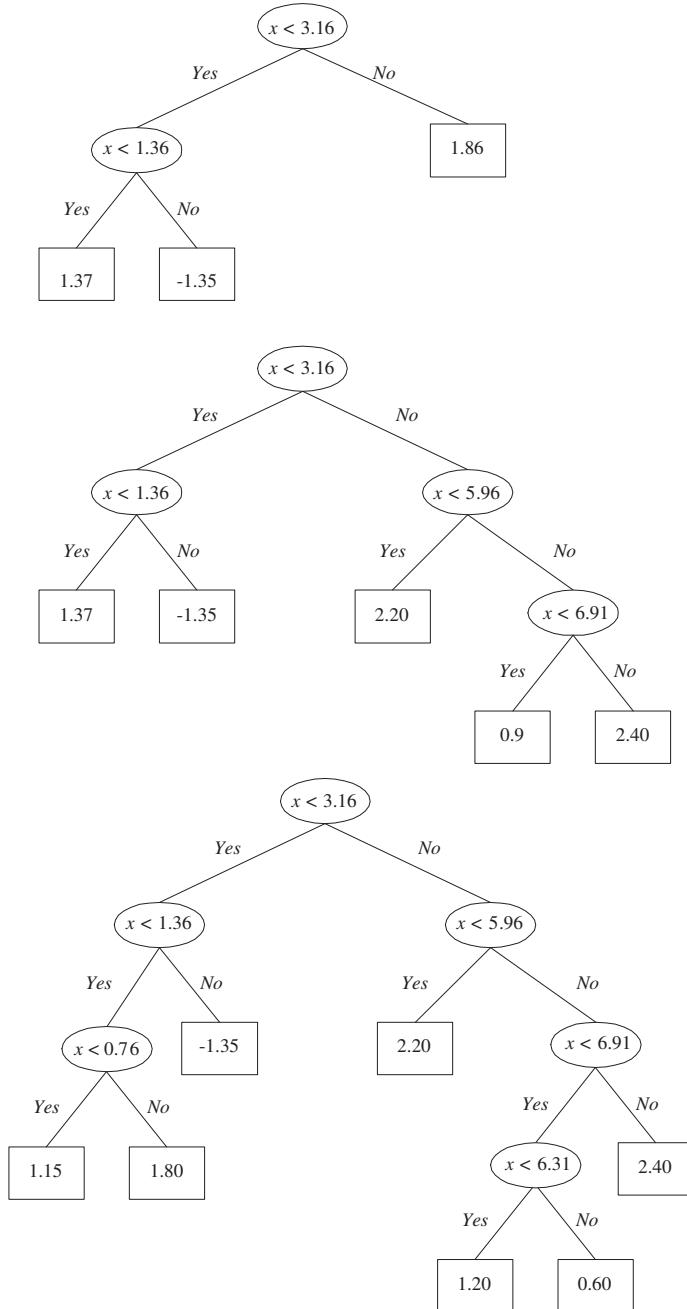 x < 3.16
Yes
No
x < 1.36
1.86
Yes
No
1.37
-1.35
x < 3.16
Yes
No
x < 1.36
x < 5.96
Yes
No
Yes
No
1.37
-1.35
2.20
x < 6.91
Yes
No
0.9
2.40
x < 3.16
Yes
No
x < 1.36
x < 5.96
Yes
No
Yes
No
x < 0.76
-1.35
2.20
x < 6.91
Yes
No
Yes
No
1.15
1.80
x < 6.31
2.40
Yes
No
1.20
0.60